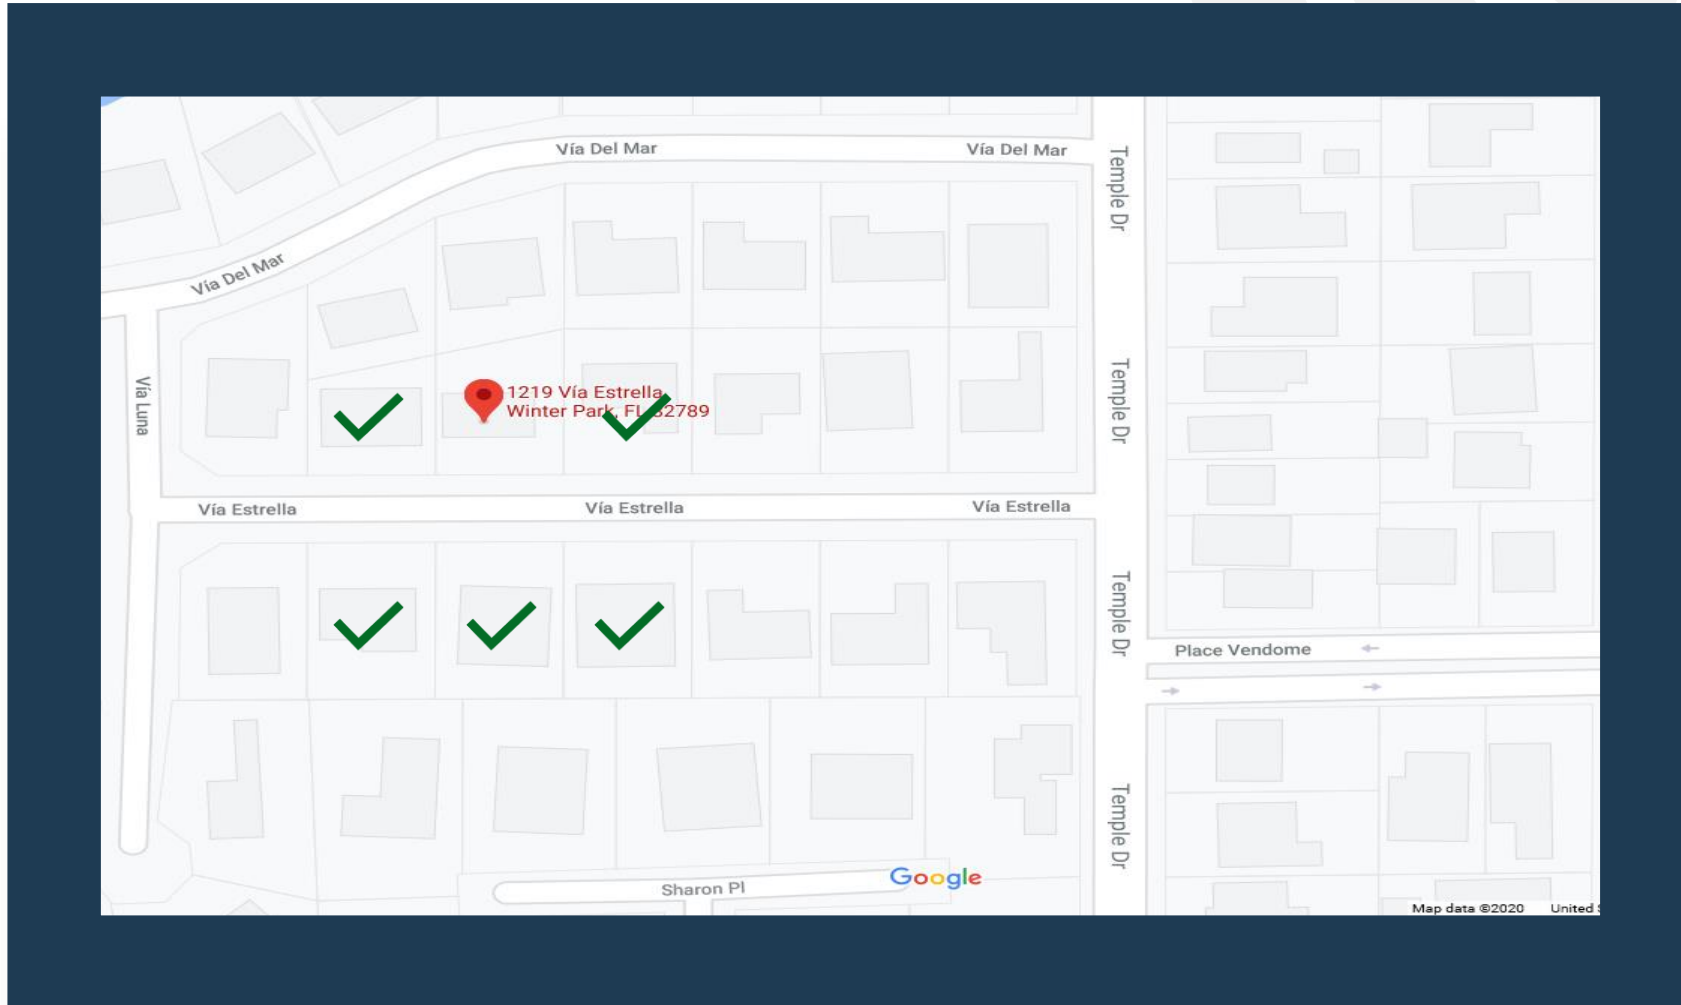 Vía Del Mar
Vía Del Mar
Temple Dr
Vía Del Mar
Vía Luna
1219 Vía Estrella,
Winter Park, FL 32789
Temple Dr
Vía Estrella
Vía Estrella
Vía Estrella
Temple Dr
Place Vendome
Temple Dr
Sharon Pl
Google
Map data ©2020
United